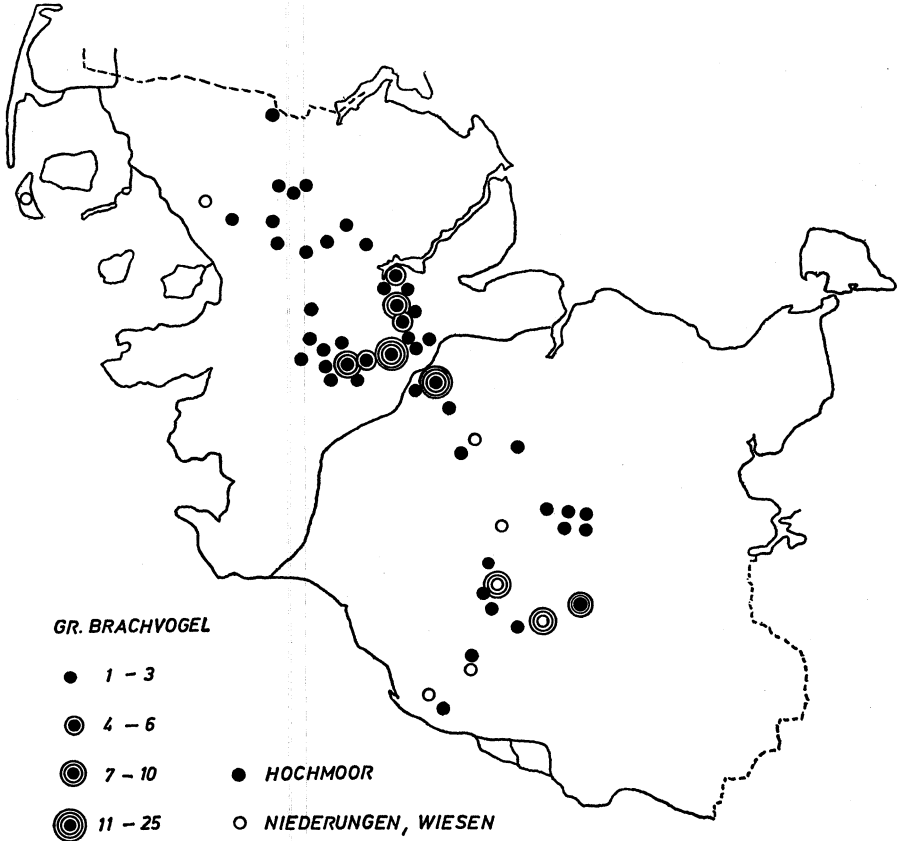 GR. BRACHVOGEL
1 – 3
4 – 6
7 – 10
11 – 25
HOCHMOOR
NIEDERUNGEN, WIESEN